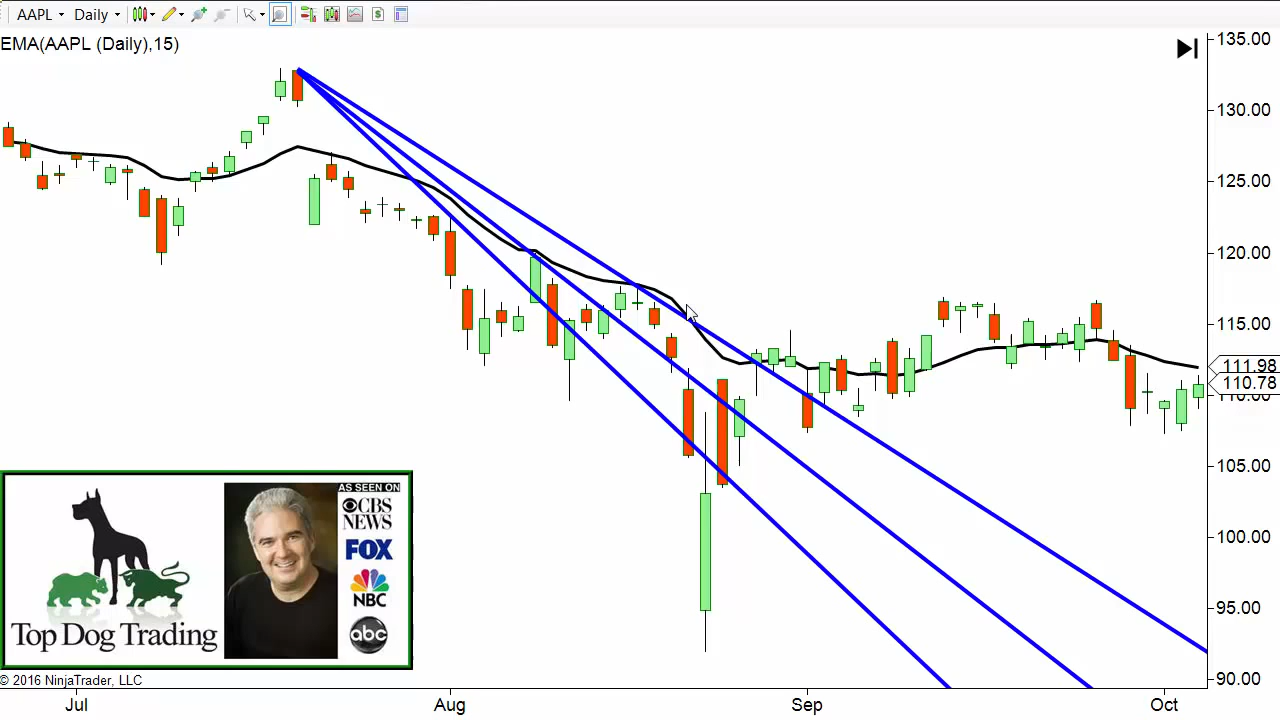 AAPL Daily
EMA(AAPL (Daily),15)
135.00
130.00
125.00
120.00
115.00
111.98
110.78
110.00
105.00
100.00
95.00
90.00
AS SEEN ON
CBS
NEWS
FOX
NBC
abc
Top Dog Trading
© 2016 NinjaTrader, LLC
Jul Aug Sep Oct